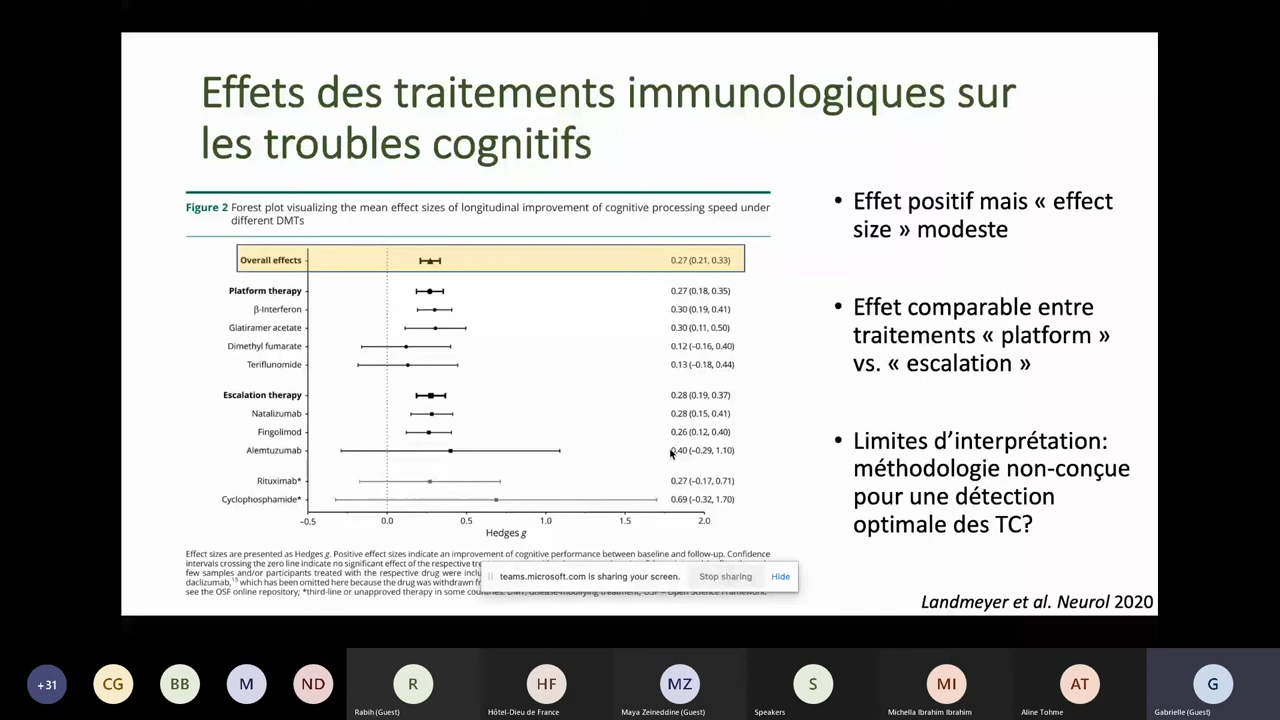 Effets des traitements immunologiques sur
les troubles cognitifs
Figure 2 Forest plot visualizing the mean effect sizes of longitudinal improvement of cognitive processing speed under
different DMTs
Overall effects 0.27 (0.21, 0.33)
Platform therapy 0.27 (0.18, 0.35)
β-Interferon 0.30 (0.19, 0.41)
Glatiramer acetate 0.30 (0.11, 0.50)
Dimethyl fumarate 0.12 (−0.16, 0.40)
Teriflunomide 0.13 (−0.18, 0.44)
Escalation therapy 0.28 (0.19, 0.37)
Natalizumab 0.28 (0.15, 0.41)
Fingolimod 0.26 (0.12, 0.40)
Alemtuzumab 0.40 (−0.29, 1.10)
Rituximab* 0.27 (−0.17, 0.71)
Cyclophosphamide* 0.69 (−0.32, 1.70)
−0.5 0.0 0.5 1.0 1.5 2.0
Hedges g
Effect sizes are presented as Hedges g. Positive effect sizes indicate an improvement of cognitive performance between baseline and follow-up. Confidence
intervals crossing the zero line indicate no significant effect of the respective
few samples and/or participants treated with the respective drug were
daclizumab, which has been omitted here because the drug was withdrawn
see the OSF online repository; *third-line or unapproved therapy in some
• Effet positif mais « effect
size » modeste
• Effet comparable entre
traitements « platform »
vs. « escalation »
• Limites d’interprétation:
méthodologie non-conçue
pour une détection
optimale des TC?
Landmeyer et al. Neurol 2020
teams.microsoft.com is sharing your screen. Stop sharing Hide
+31 CG BB M ND R HF MZ S MI AT G
Rabih (Guest) Hôtel-Dieu de France Maya Zeineddine (Guest) Speakers Michella Ibrahim Ibrahim Aline Tohme Gabrielle (Guest)